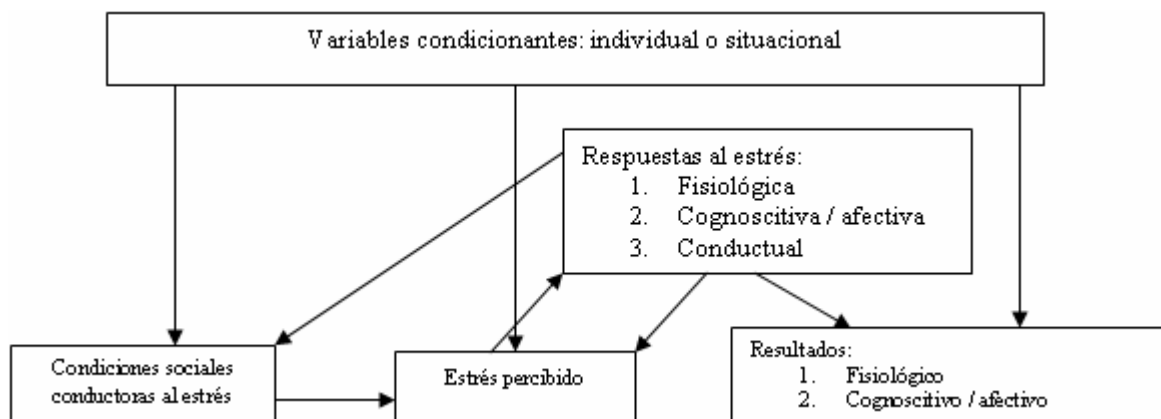 Variables condicionantes: individual o situacional
Respuestas al estrés:
1. Fisiológica
2. Cognoscitiva / afectiva
3. Conductual
Condiciones sociales
conductoras al estrés
Estrés percibido
Resultados:
1. Fisiológico
2. Cognoscitivo / afectivo